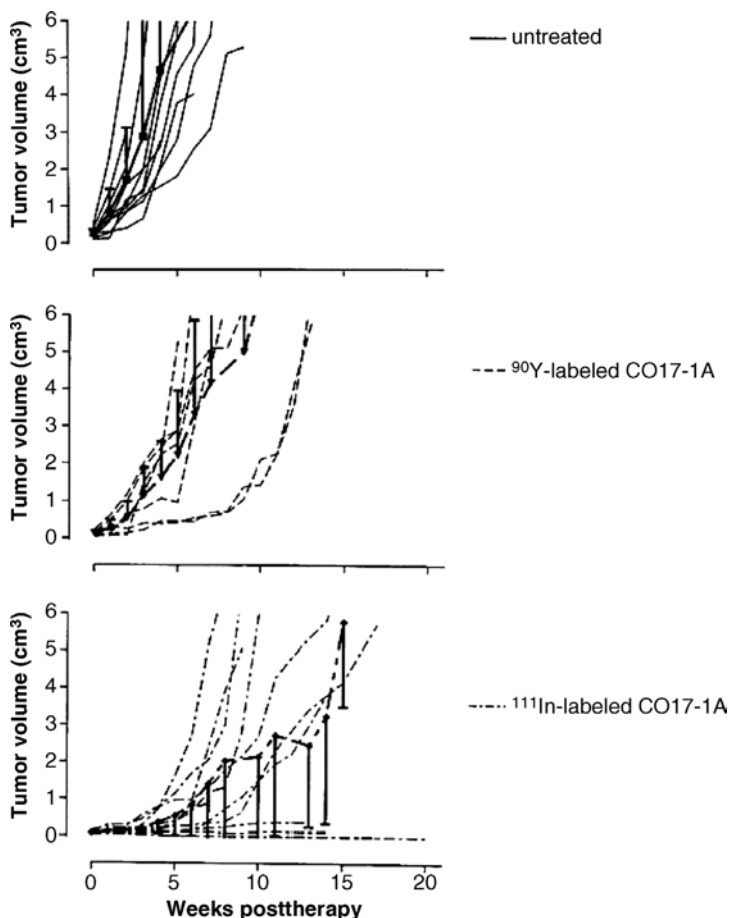 Tumor volume (cm³)
6
5
4
3
2
1
0
untreated
Tumor volume (cm³)
6
5
4
3
2
1
0
⁹⁰Y-labeled CO17-1A
Tumor volume (cm³)
6
5
4
3
2
1
0
¹¹¹In-labeled CO17-1A
0 5 10 15 20
Weeks posttherapy